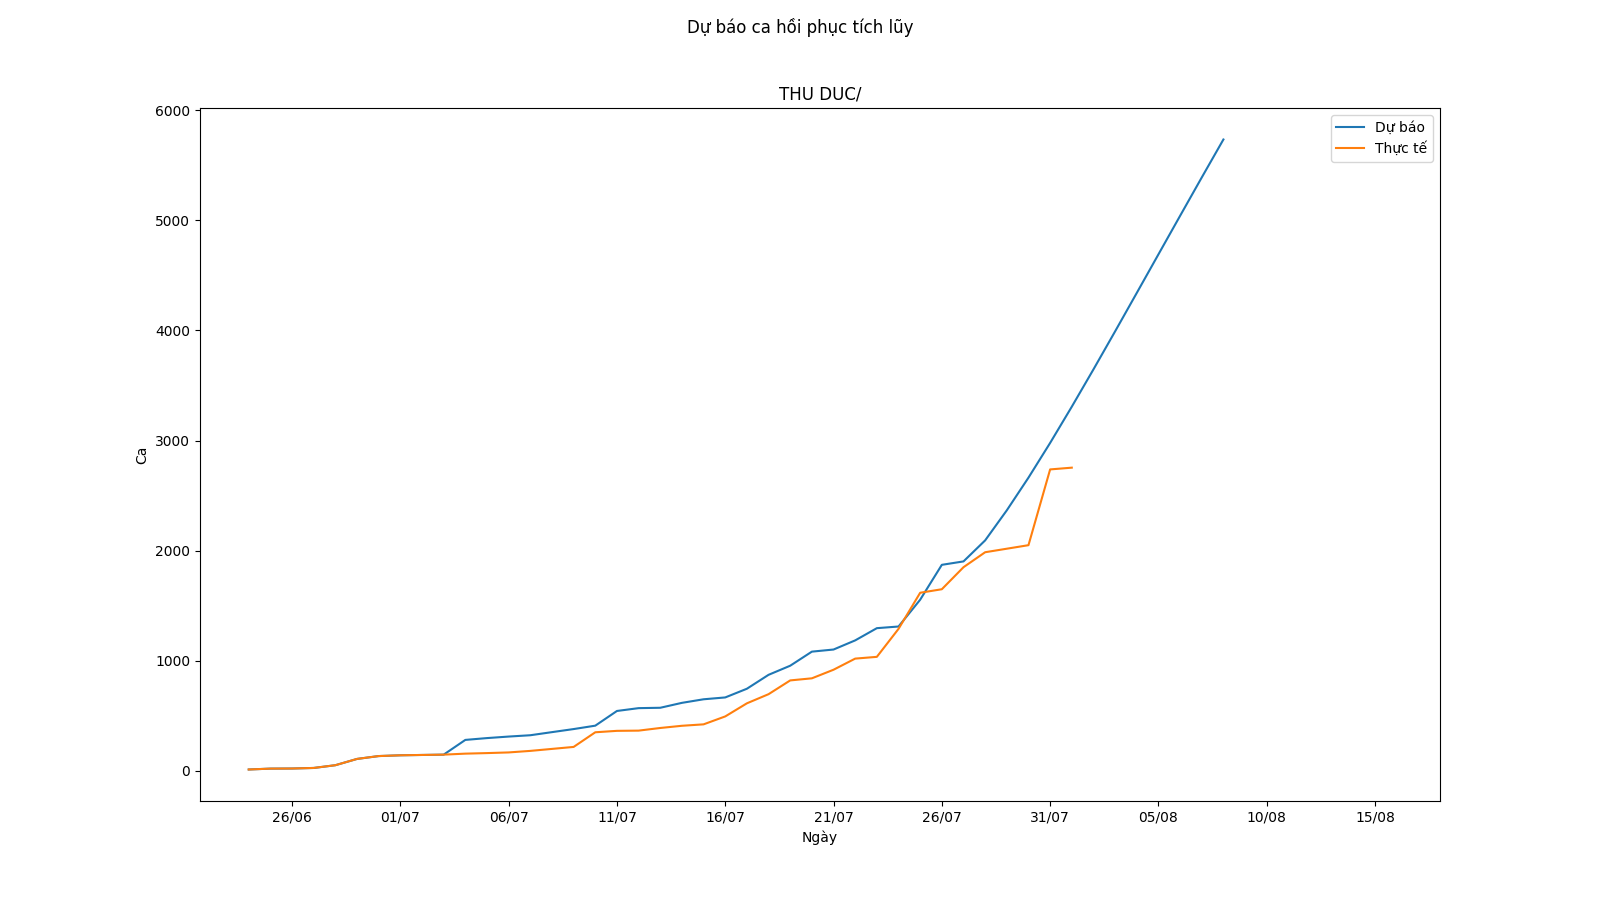 Dự báo ca hồi phục tích lũy
THU DUC/
6000
5000
4000
3000
2000
1000
0
Ca
Dự báo
Thực tế
26/06 01/07 06/07 11/07 16/07 21/07 26/07 31/07 05/08 10/08 15/08
Ngày